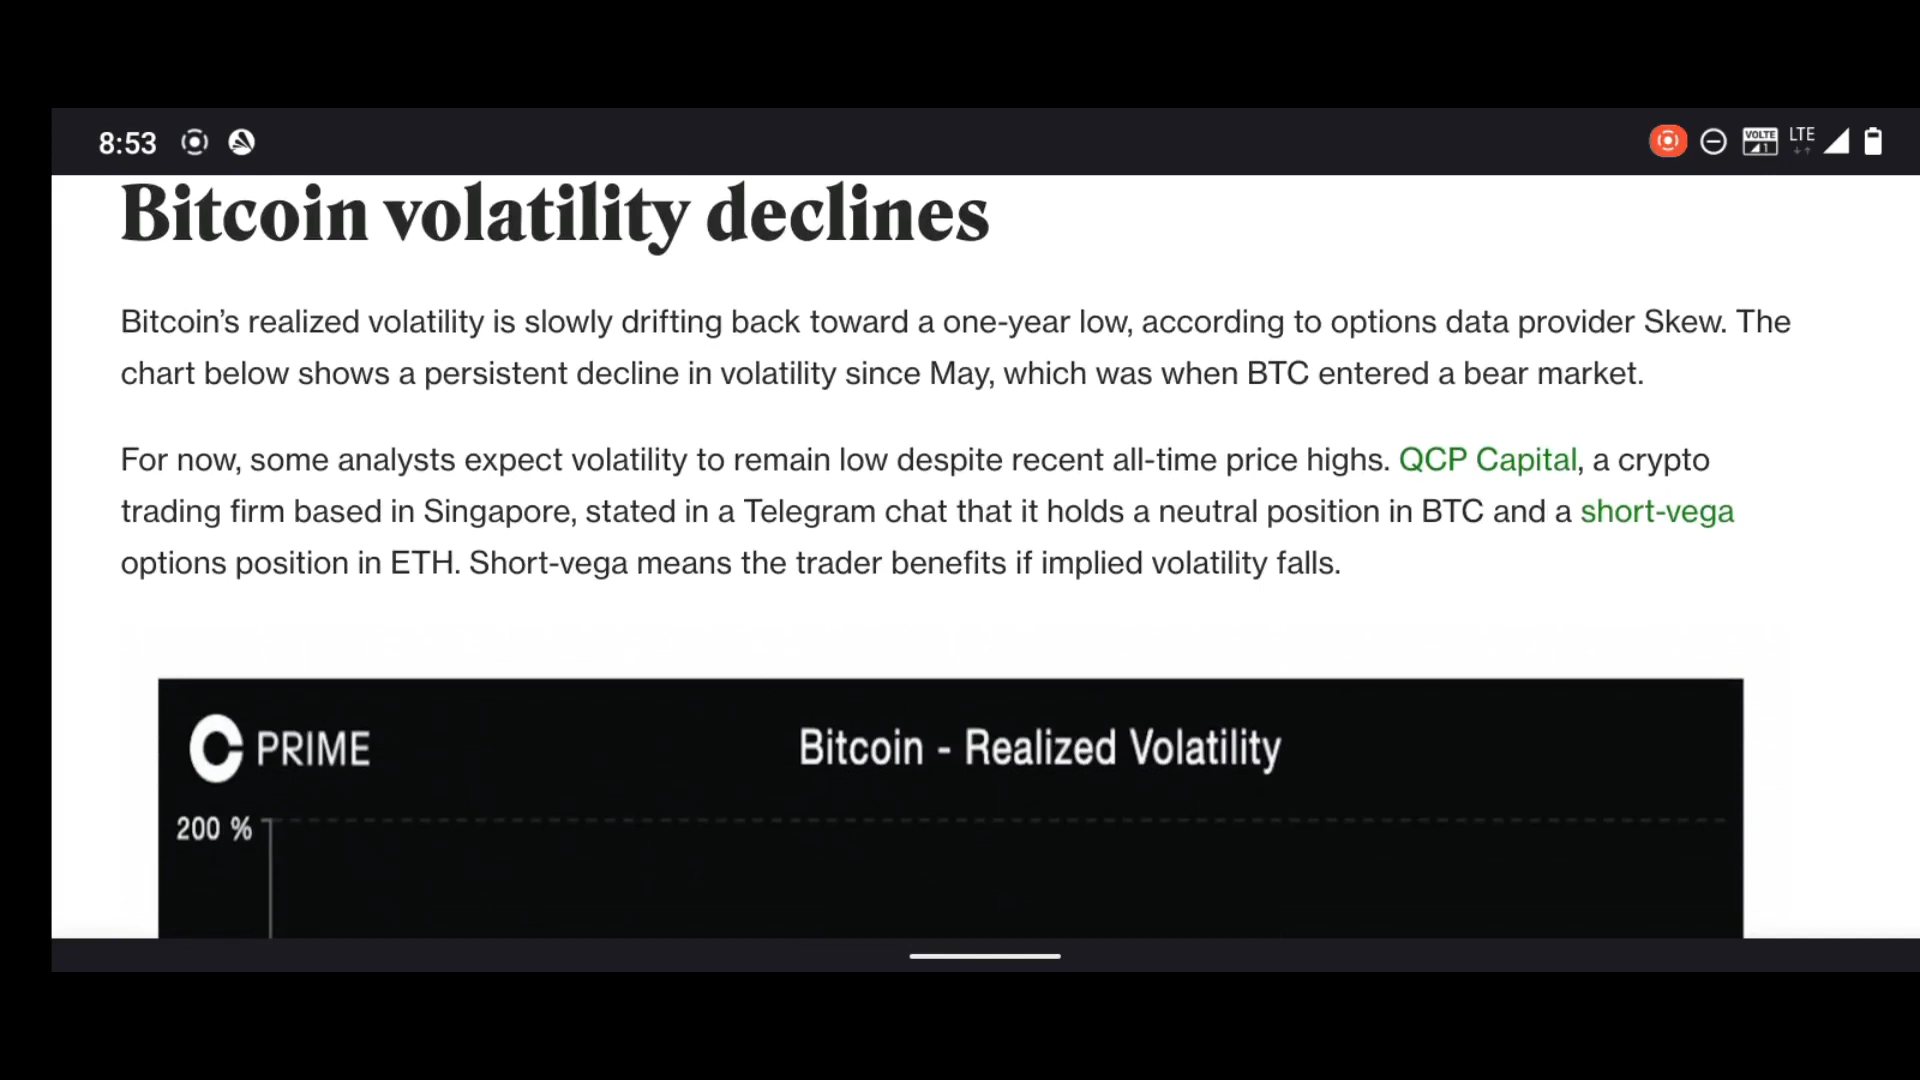 8:53
VOLTE
1
LTE
Bitcoin volatility declines
Bitcoin’s realized volatility is slowly drifting back toward a one-year low, according to options data provider Skew. The
chart below shows a persistent decline in volatility since May, which was when BTC entered a bear market.
For now, some analysts expect volatility to remain low despite recent all-time price highs. QCP Capital, a crypto
trading firm based in Singapore, stated in a Telegram chat that it holds a neutral position in BTC and a short-vega
options position in ETH. Short-vega means the trader benefits if implied volatility falls.
PRIME
Bitcoin - Realized Volatility
200 %